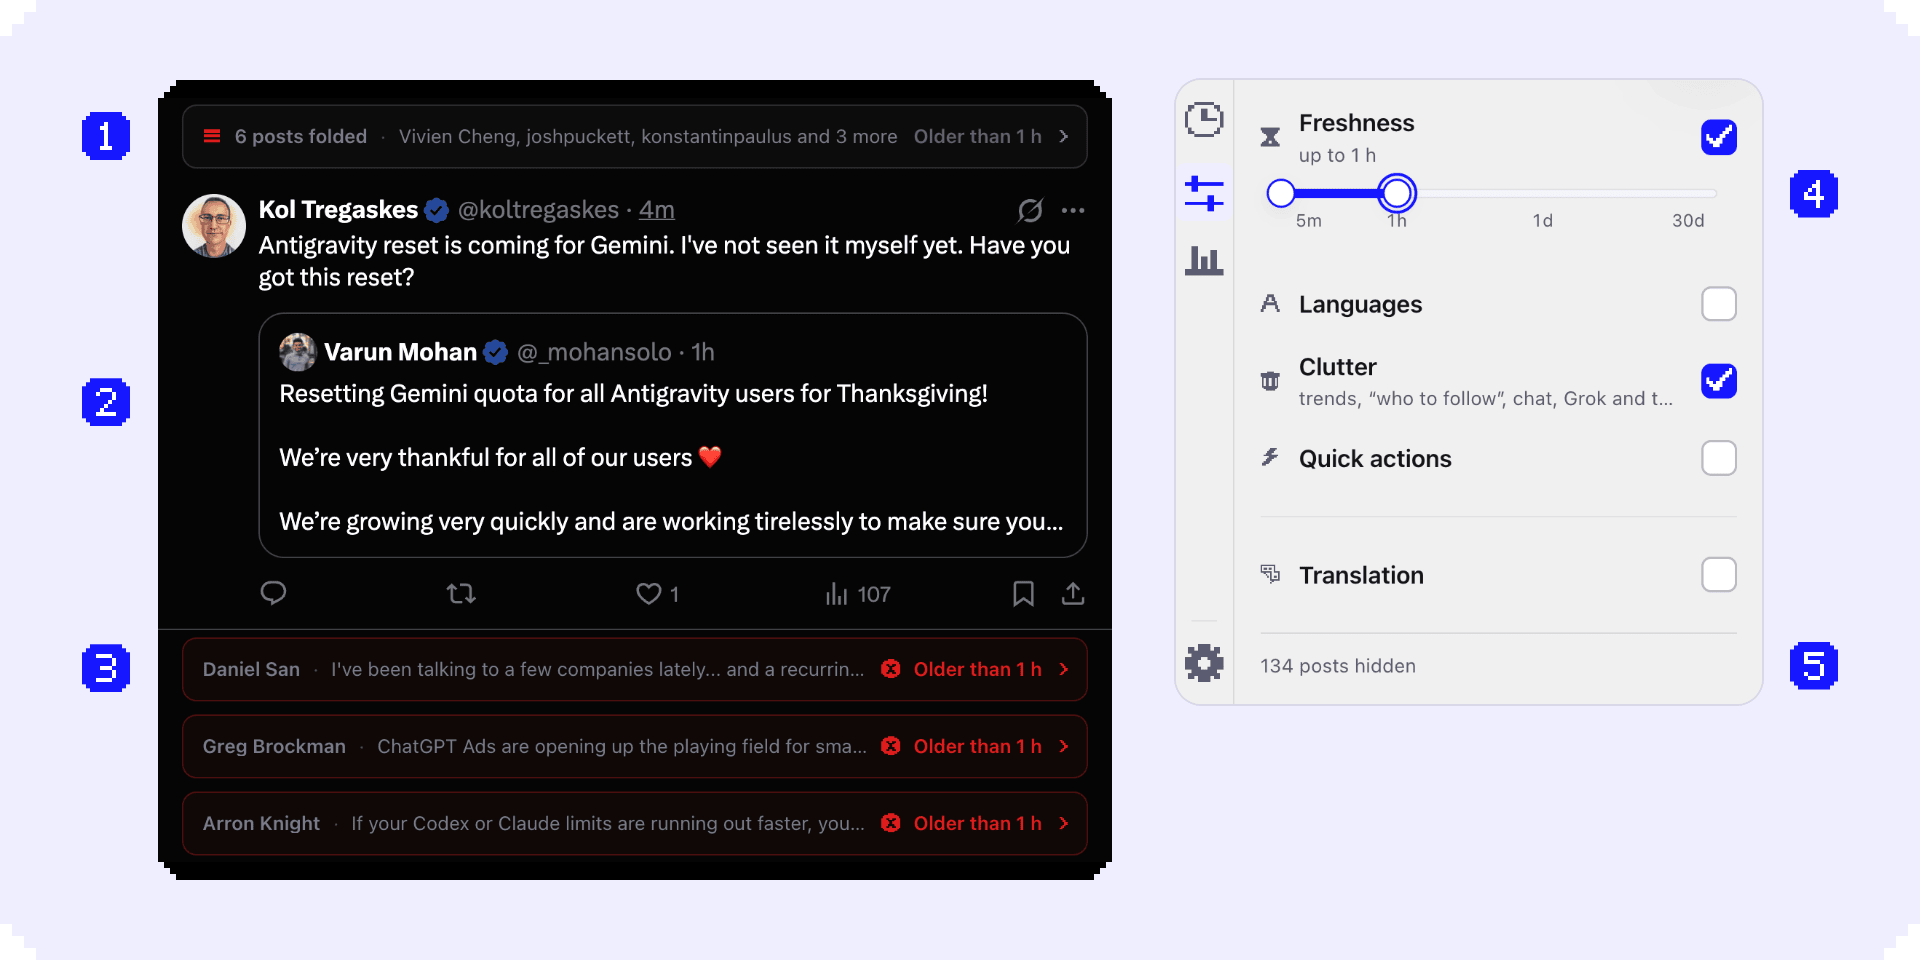 1
6 posts folded · Vivien Cheng, joshpuckett, konstantinpaulus and 3 more Older than 1 h
Kol Tregaskes @koltregaskes · 4m
Antigravity reset is coming for Gemini. I've not seen it myself yet. Have you
got this reset?
2
Varun Mohan @_mohansolo · 1h
Resetting Gemini quota for all Antigravity users for Thanksgiving!
We're very thankful for all of our users ❤️
We're growing very quickly and are working tirelessly to make sure you...
1
107
3
Daniel San · I've been talking to a few companies lately... and a recurrin... Older than 1 h
Greg Brockman · ChatGPT Ads are opening up the playing field for sma... Older than 1 h
Arron Knight · If your Codex or Claude limits are running out faster, you... Older than 1 h
Freshness
up to 1 h
5m 1h 1d 30d
4
Languages
Clutter
trends, “who to follow”, chat, Grok and t...
Quick actions
Translation
134 posts hidden
5